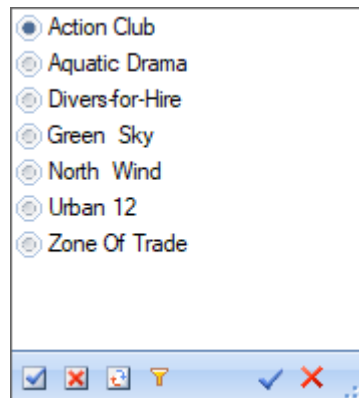 Action Club
Aquatic Drama
Divers-for-Hire
Green  Sky
North  Wind
Urban 12
Zone Of Trade